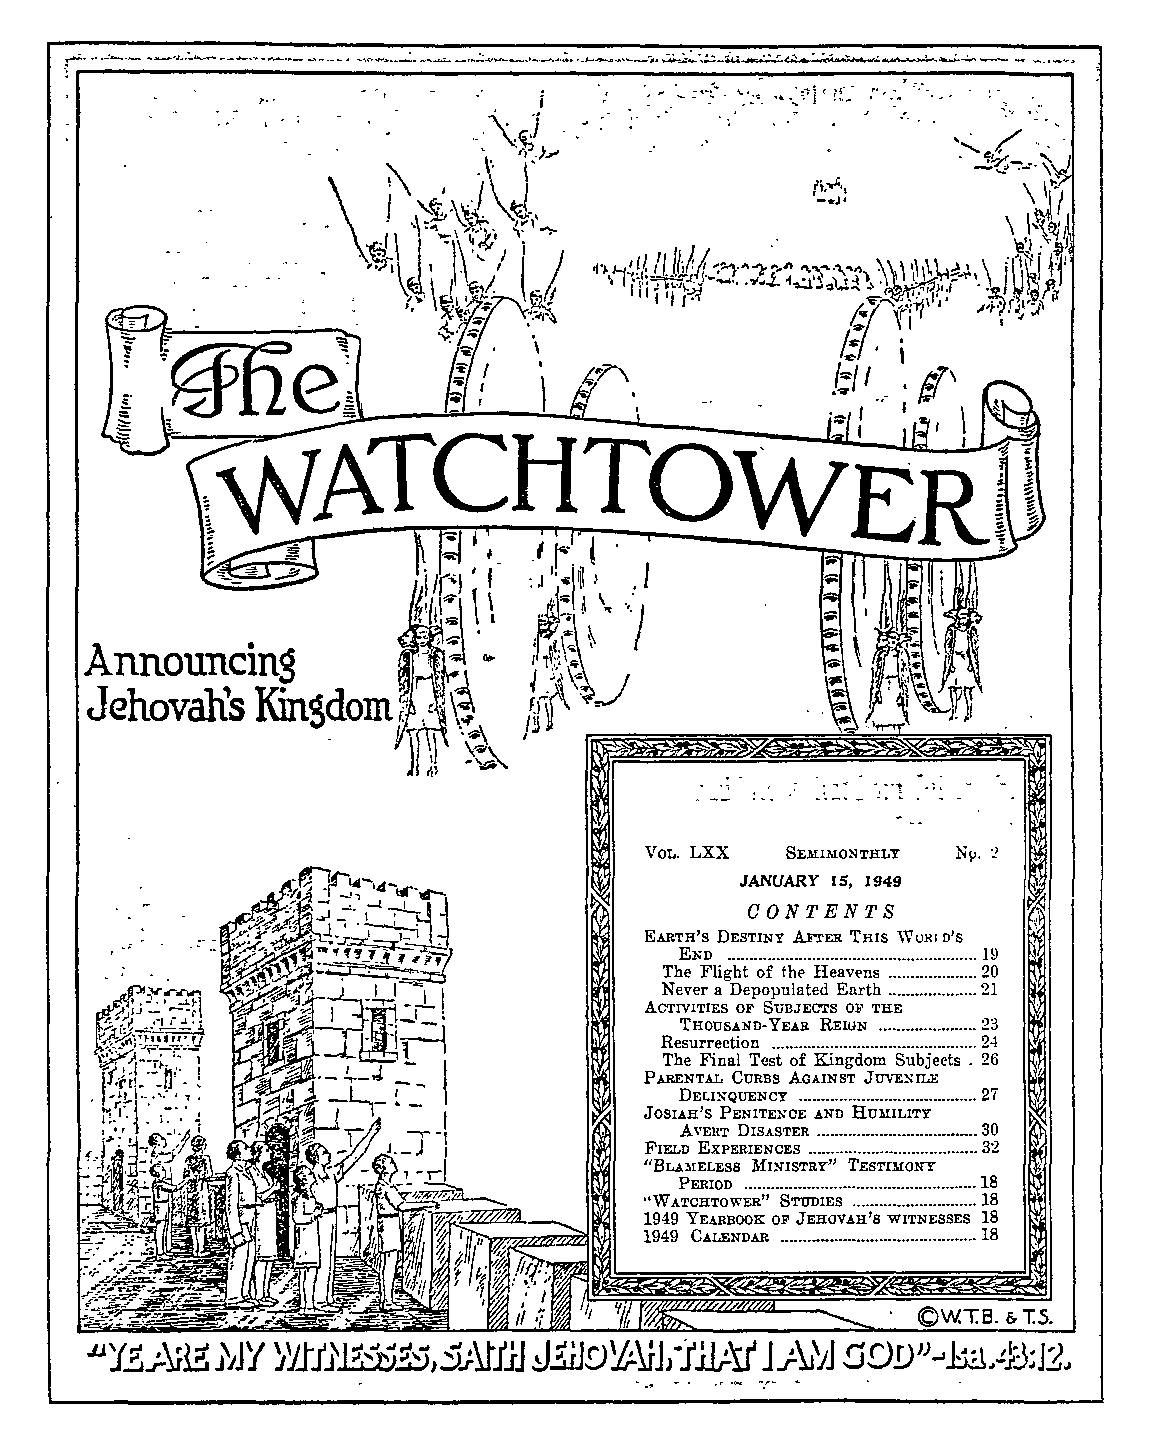 The
WATCHTOWER
Announcing
Jehovah's Kingdom
VOL. LXX SEMIMONTHLY No. 2
JANUARY 15, 1949
CONTENTS
EARTH'S DESTINY AFTER THIS WORLD'S
END ........ 19
The Flight of the Heavens ........ 20
Never a Depopulated Earth ........ 21
ACTIVITIES OF SUBJECTS OF THE
THOUSAND-YEAR REIGN ........ 23
Resurrection ........ 24
The Final Test of Kingdom Subjects . 26
PARENTAL CURBS AGAINST JUVENILE
DELINQUENCY ........ 27
JOSIAH'S PENITENCE AND HUMILITY
AVERT DISASTER ........ 30
FIELD EXPERIENCES ........ 32
"BLAMELESS MINISTRY" TESTIMONY
PERIOD ........ 18
"WATCHTOWER" STUDIES ........ 18
1949 YEARBOOK OF JEHOVAH'S WITNESSES 18
1949 CALENDAR ........ 18
©W.T.B. & T.S.
"YE ARE MY WITNESSES, SAITH JEHOVAH, THAT I AM GOD"-Isa. 43:12.